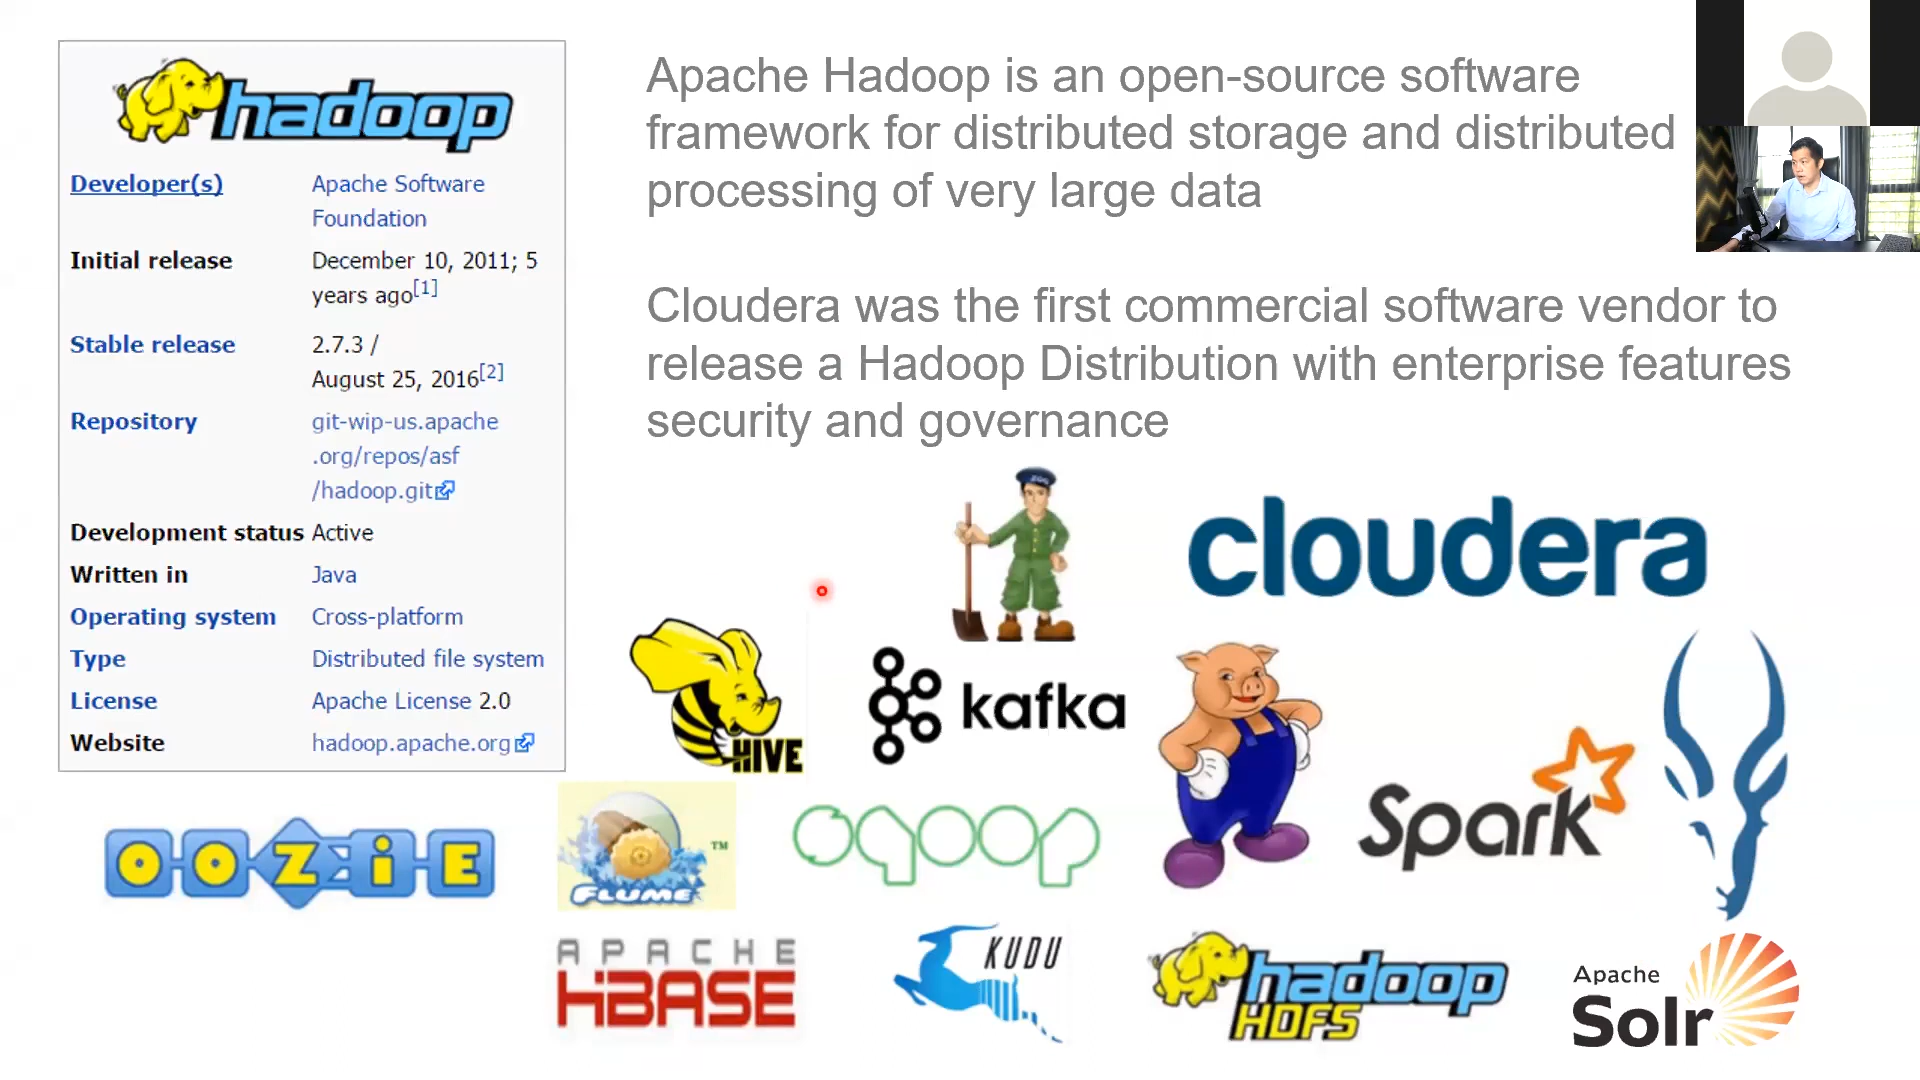 hadoop
Developer(s) Apache Software
Foundation
Initial release December 10, 2011; 5
years ago[1]
Stable release 2.7.3 /
August 25, 2016[2]
Repository git-wip-us.apache
.org/repos/asf
/hadoop.git
Development status Active
Written in Java
Operating system Cross-platform
Type Distributed file system
License Apache License 2.0
Website hadoop.apache.org
Apache Hadoop is an open-source software
framework for distributed storage and distributed
processing of very large data
Cloudera was the first commercial software vendor to
release a Hadoop Distribution with enterprise features
security and governance
ZOO
cloudera
HIVE
kafka
Spark
OOZiE
FLUME TM
sqoop
APACHE
HBASE
KUDU
hadoop
HDFS
Apache
Solr